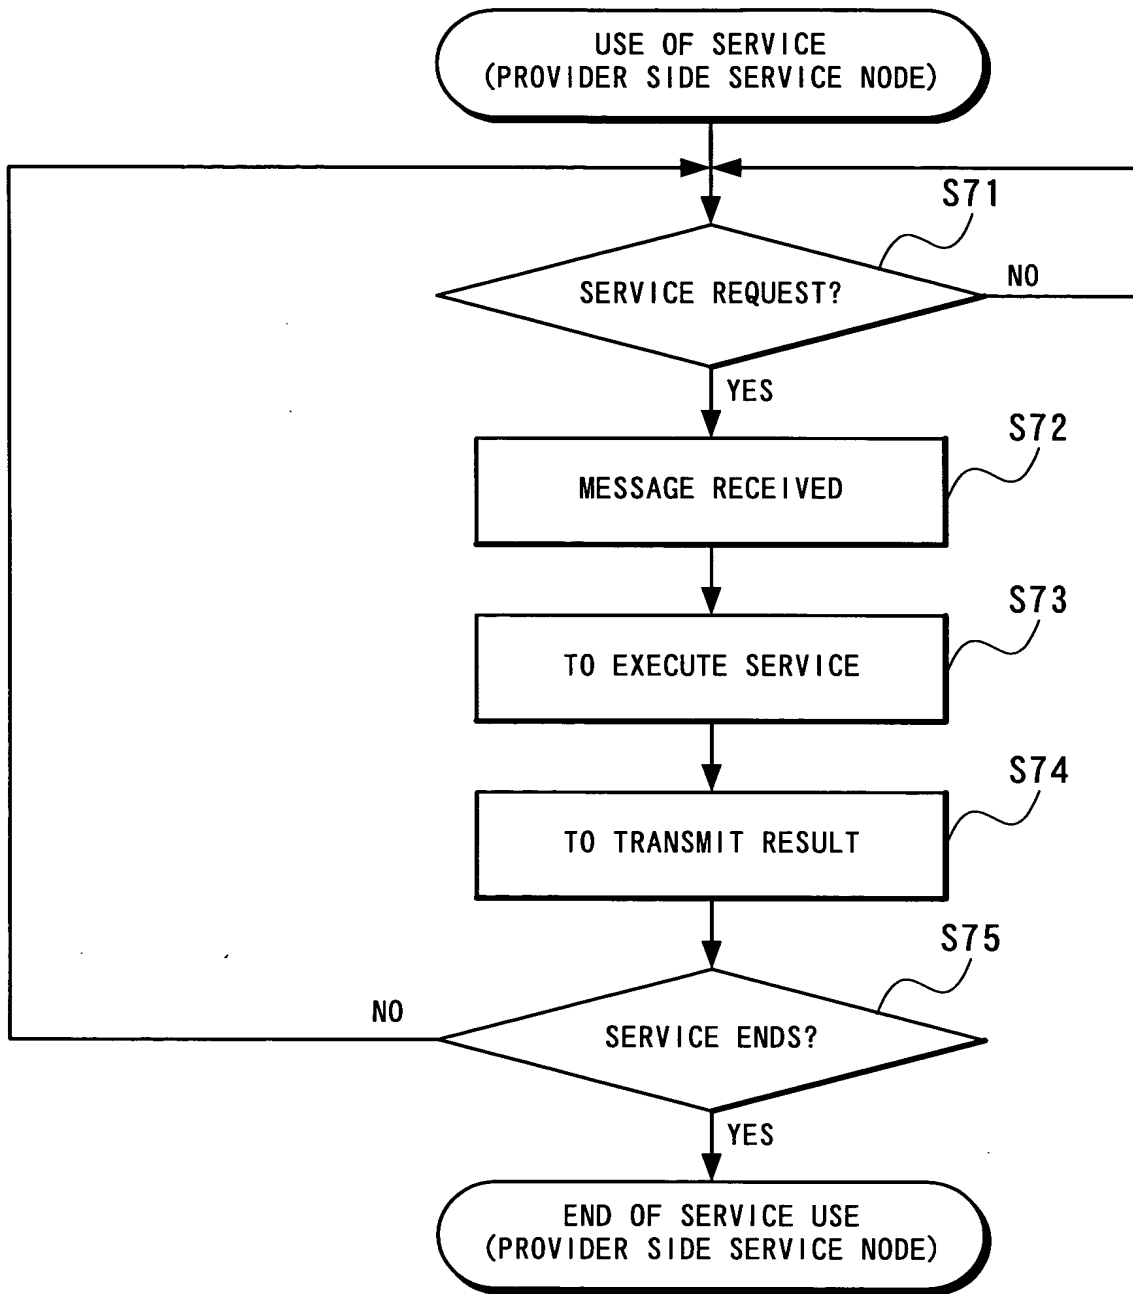 USE OF SERVICE
(PROVIDER SIDE SERVICE NODE)
S71
SERVICE REQUEST?
NO
YES
S72
MESSAGE RECEIVED
S73
TO EXECUTE SERVICE
S74
TO TRANSMIT RESULT
S75
NO
SERVICE ENDS?
YES
END OF SERVICE USE
(PROVIDER SIDE SERVICE NODE)